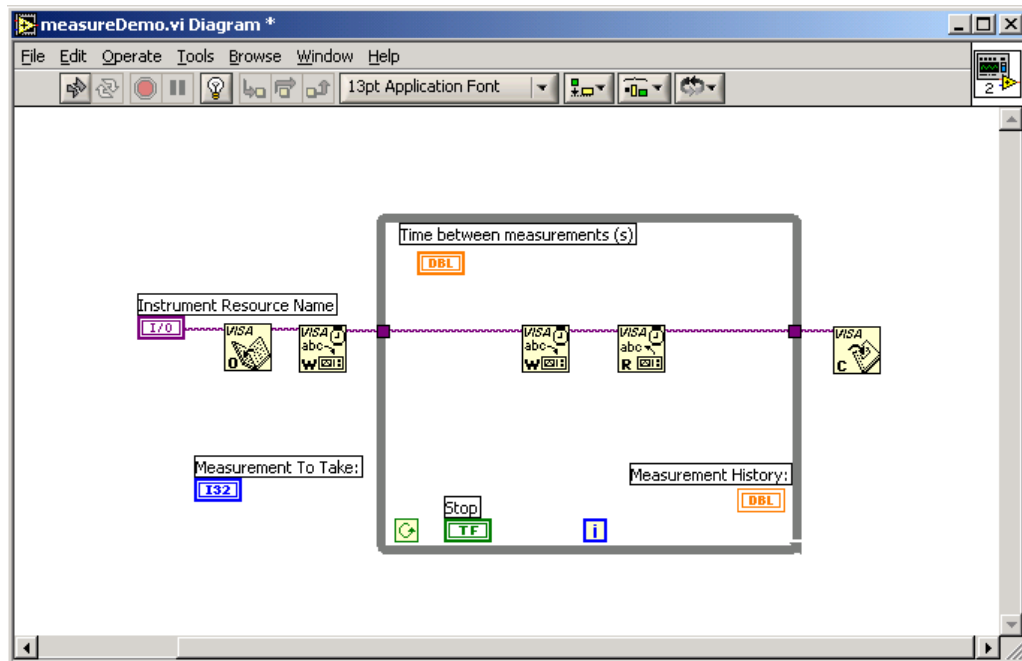 measureDemo.vi Diagram *
File Edit Operate Tools Browse Window Help
13pt Application Font
2
Time between measurements (s)
DBL
Instrument Resource Name
I/O
VISA
O
VISA
abc
W
VISA
abc
W
VISA
abc
R
VISA
C
Measurement To Take:
I32
Measurement History:
DBL
Stop
TF
i